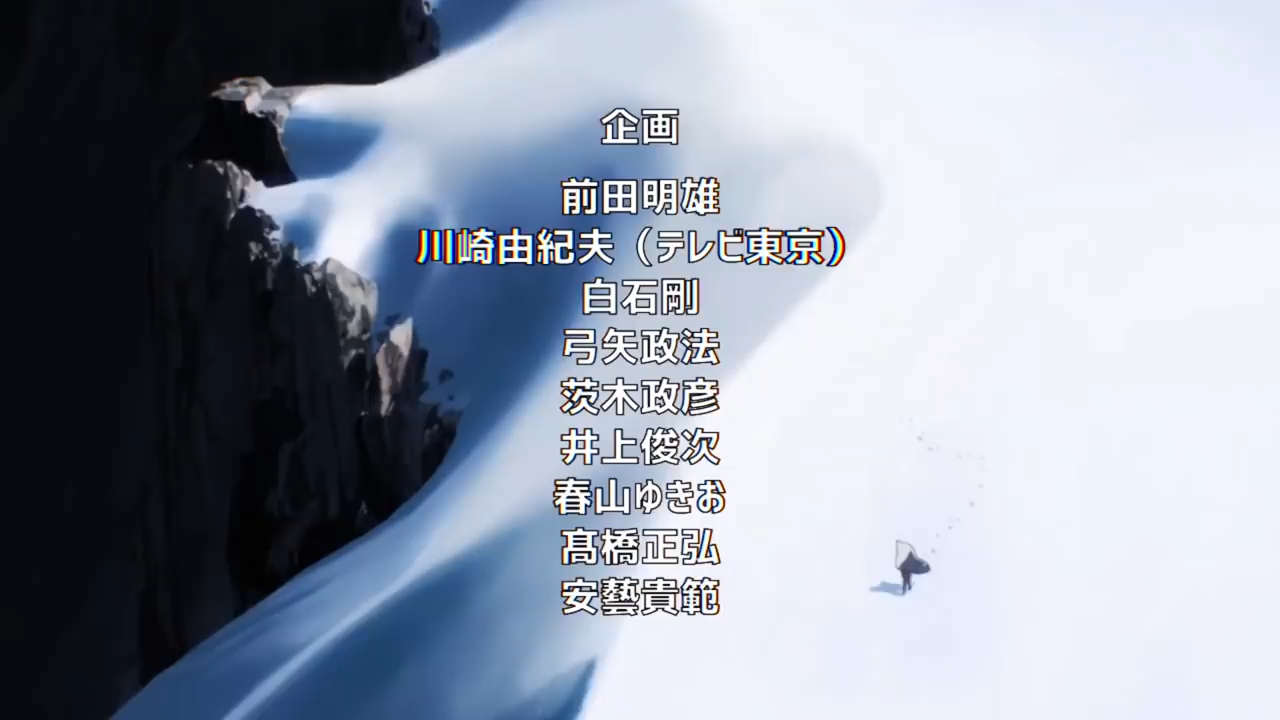 企画
前田明雄
川崎由紀夫（テレビ東京）
白石剛
弓矢政法
茨木政彦
井上俊次
春山ゆきお
髙橋正弘
安藝貴範